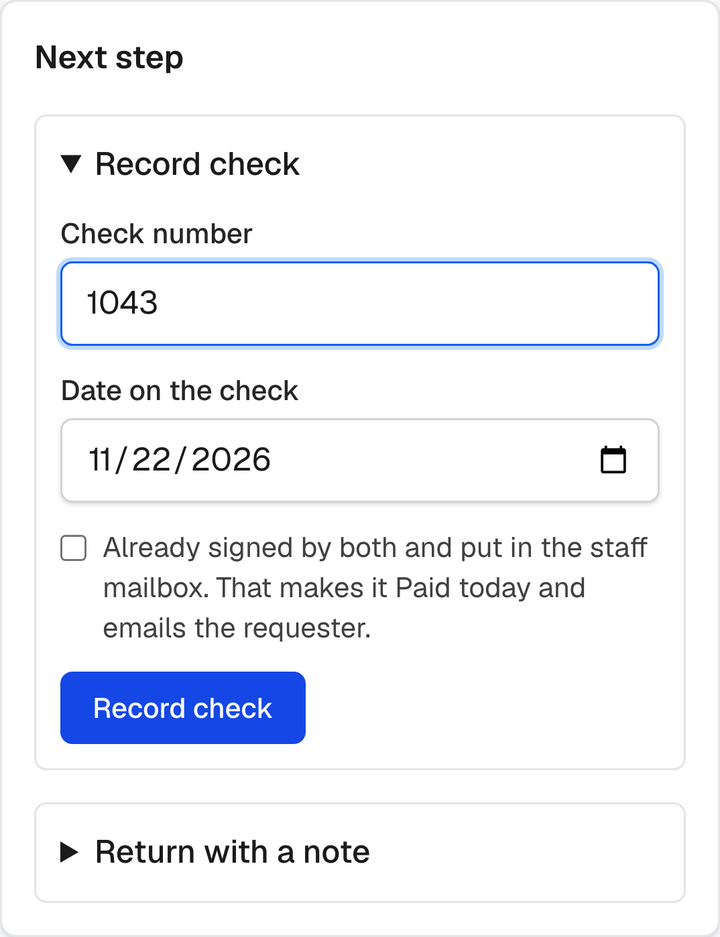 Next step
Record check
Check number
1043
Date on the check
11/22/2026
Already signed by both and put in the staff
mailbox. That makes it Paid today and
emails the requester.
Record check
Return with a note